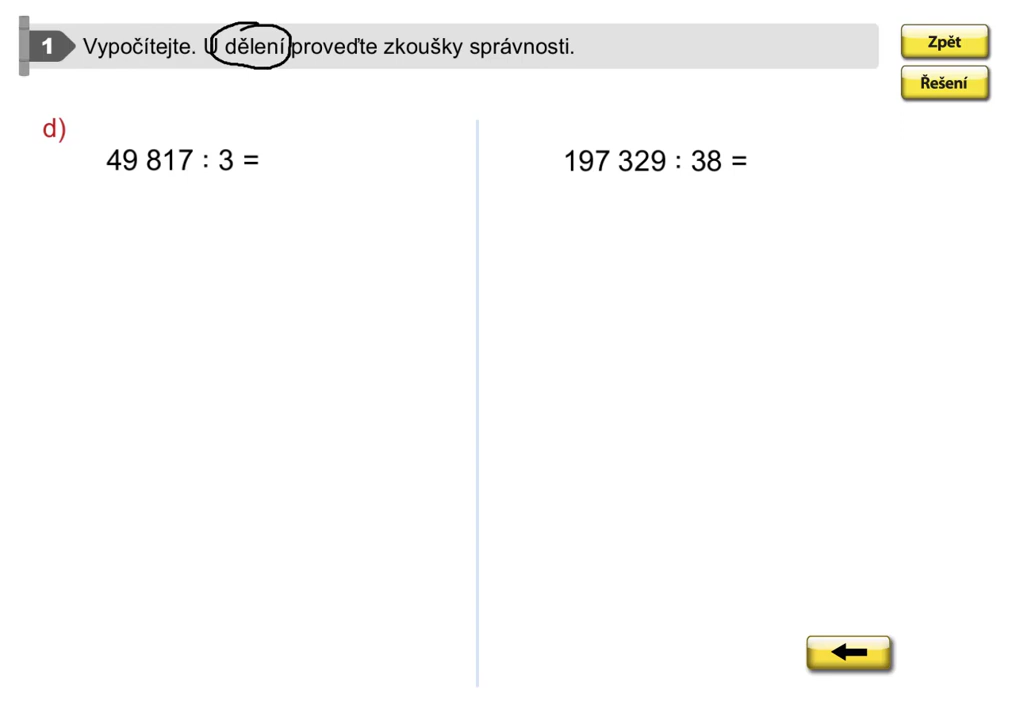 1 Vypočítejte. U dělení proveďte zkoušky správnosti.
Zpět
Řešení
d)
49 817 : 3 =
197 329 : 38 =